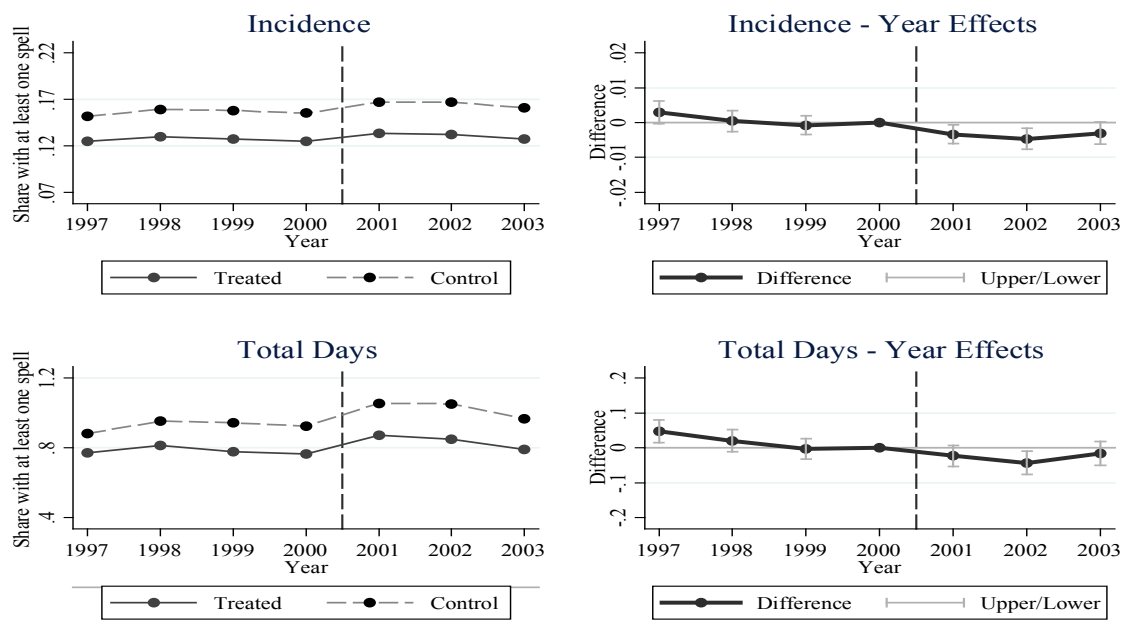 Incidence
Share with at least one spell
.22
.17
.12
.07
1997 1998 1999 2000 2001 2002 2003
Year
Treated Control
Incidence - Year Effects
Difference
.02
.01
0
-.01
-.02
1997 1998 1999 2000 2001 2002 2003
Year
Difference Upper/Lower
Total Days
Share with at least one spell
1.2
.8
.4
1997 1998 1999 2000 2001 2002 2003
Year
Treated Control
Total Days - Year Effects
Difference
.2
.1
0
-.1
-.2
1997 1998 1999 2000 2001 2002 2003
Year
Difference Upper/Lower